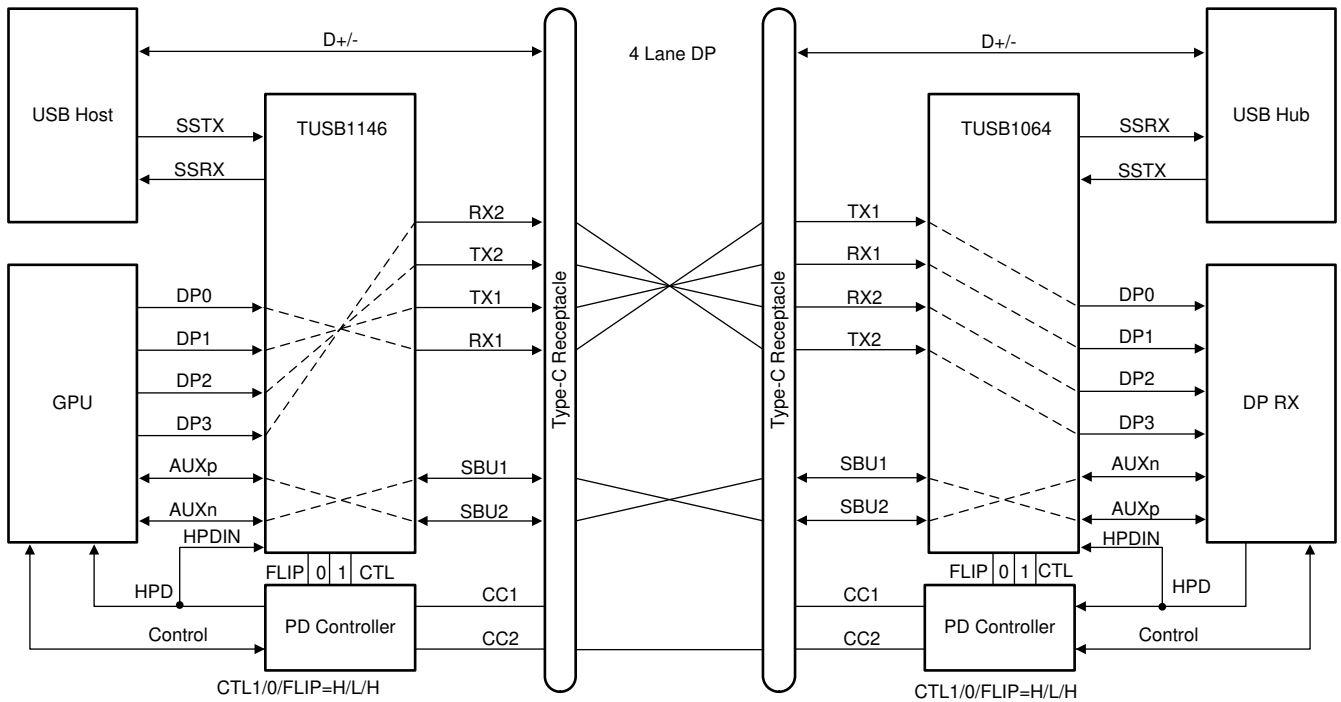 D+/-
4 Lane DP
D+/-
USB Host
TUSB1146
TUSB1064
USB Hub
SSTX
SSRX
SSRX
SSTX
RX2
TX2
TX1
RX1
TX1
RX1
RX2
TX2
Type-C Receptacle
Type-C Receptacle
GPU
DP0
DP1
DP2
DP3
AUXp
AUXn
HPDIN
SBU1
SBU2
SBU1
SBU2
DP0
DP1
DP2
DP3
AUXn
AUXp
HPDIN
DP RX
FLIP 0 1 CTL
FLIP 0 1 CTL
HPD
Control
PD Controller
CC1
CC2
CC1
CC2
PD Controller
HPD
Control
CTL1/0/FLIP=H/L/H
CTL1/0/FLIP=H/L/H